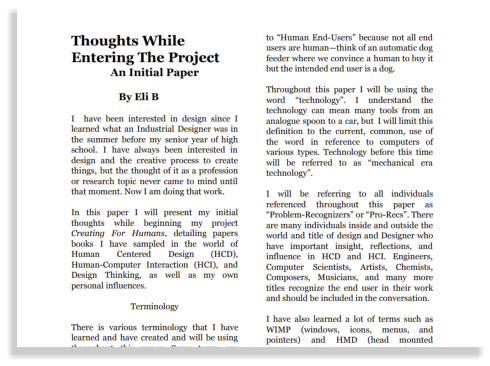 Thoughts While
Entering The Project
An Initial Paper
By Eli B
I have been interested in design since I
learned what an Industrial Designer was in
the summer before my senior year of high
school. I have always been interested in
design and the creative process to create
things, but the thought of it as a profession
or research topic never came to mind until
that moment. Now I am doing that work.
In this paper I will present my initial
thoughts while beginning my project
Creating For Humans, detailing papers
books I have sampled in the world of
Human Centered Design (HCD),
Human-Computer Interaction (HCI), and
Design Thinking, as well as my own
personal influences.
Terminology
There is various terminology that I have
learned and have created and will be using
to “Human End-Users” because not all end
users are human—think of an automatic dog
feeder where we convince a human to buy it
but the intended end user is a dog.
Throughout this paper I will be using the
word “technology”. I understand the
technology can mean many tools from an
analogue spoon to a car, but I will limit this
definition to the current, common, use of
the word in reference to computers of
various types. Technology before this time
will be referred to as “mechanical era
technology”.
I will be referring to all individuals
referenced throughout this paper as
“Problem-Recognizers” or “Pro-Recs”. There
are many individuals inside and outside the
world and title of design and Designer who
have important insight, reflections, and
influence in HCD and HCI. Engineers,
Computer Scientists, Artists, Chemists,
Composers, Musicians, and many more
titles recognize the end user in their work
and should be included in the conversation.
I have also learned a lot of terms such as
WIMP (windows, icons, menus, and
pointers) and HMD (head mounted